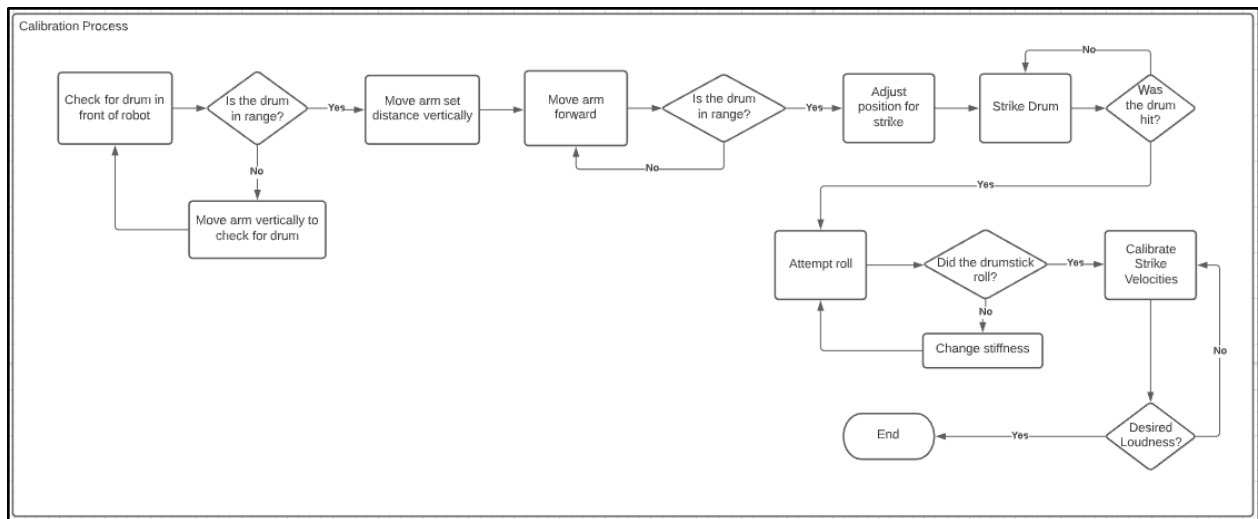 Calibration Process
Check for drum in
front of robot
Is the drum
in range?
Yes
Move arm set
distance vertically
Move arm
forward
Is the drum
in range?
Yes
Adjust
position for
strike
Strike Drum
No
Was
the drum
hit?
No
Move arm vertically to
check for drum
No
Yes
Attempt roll
Did the drumstick
roll?
Yes
Calibrate
Strike
Velocities
No
Change stiffness
No
Desired
Loudness?
Yes
End